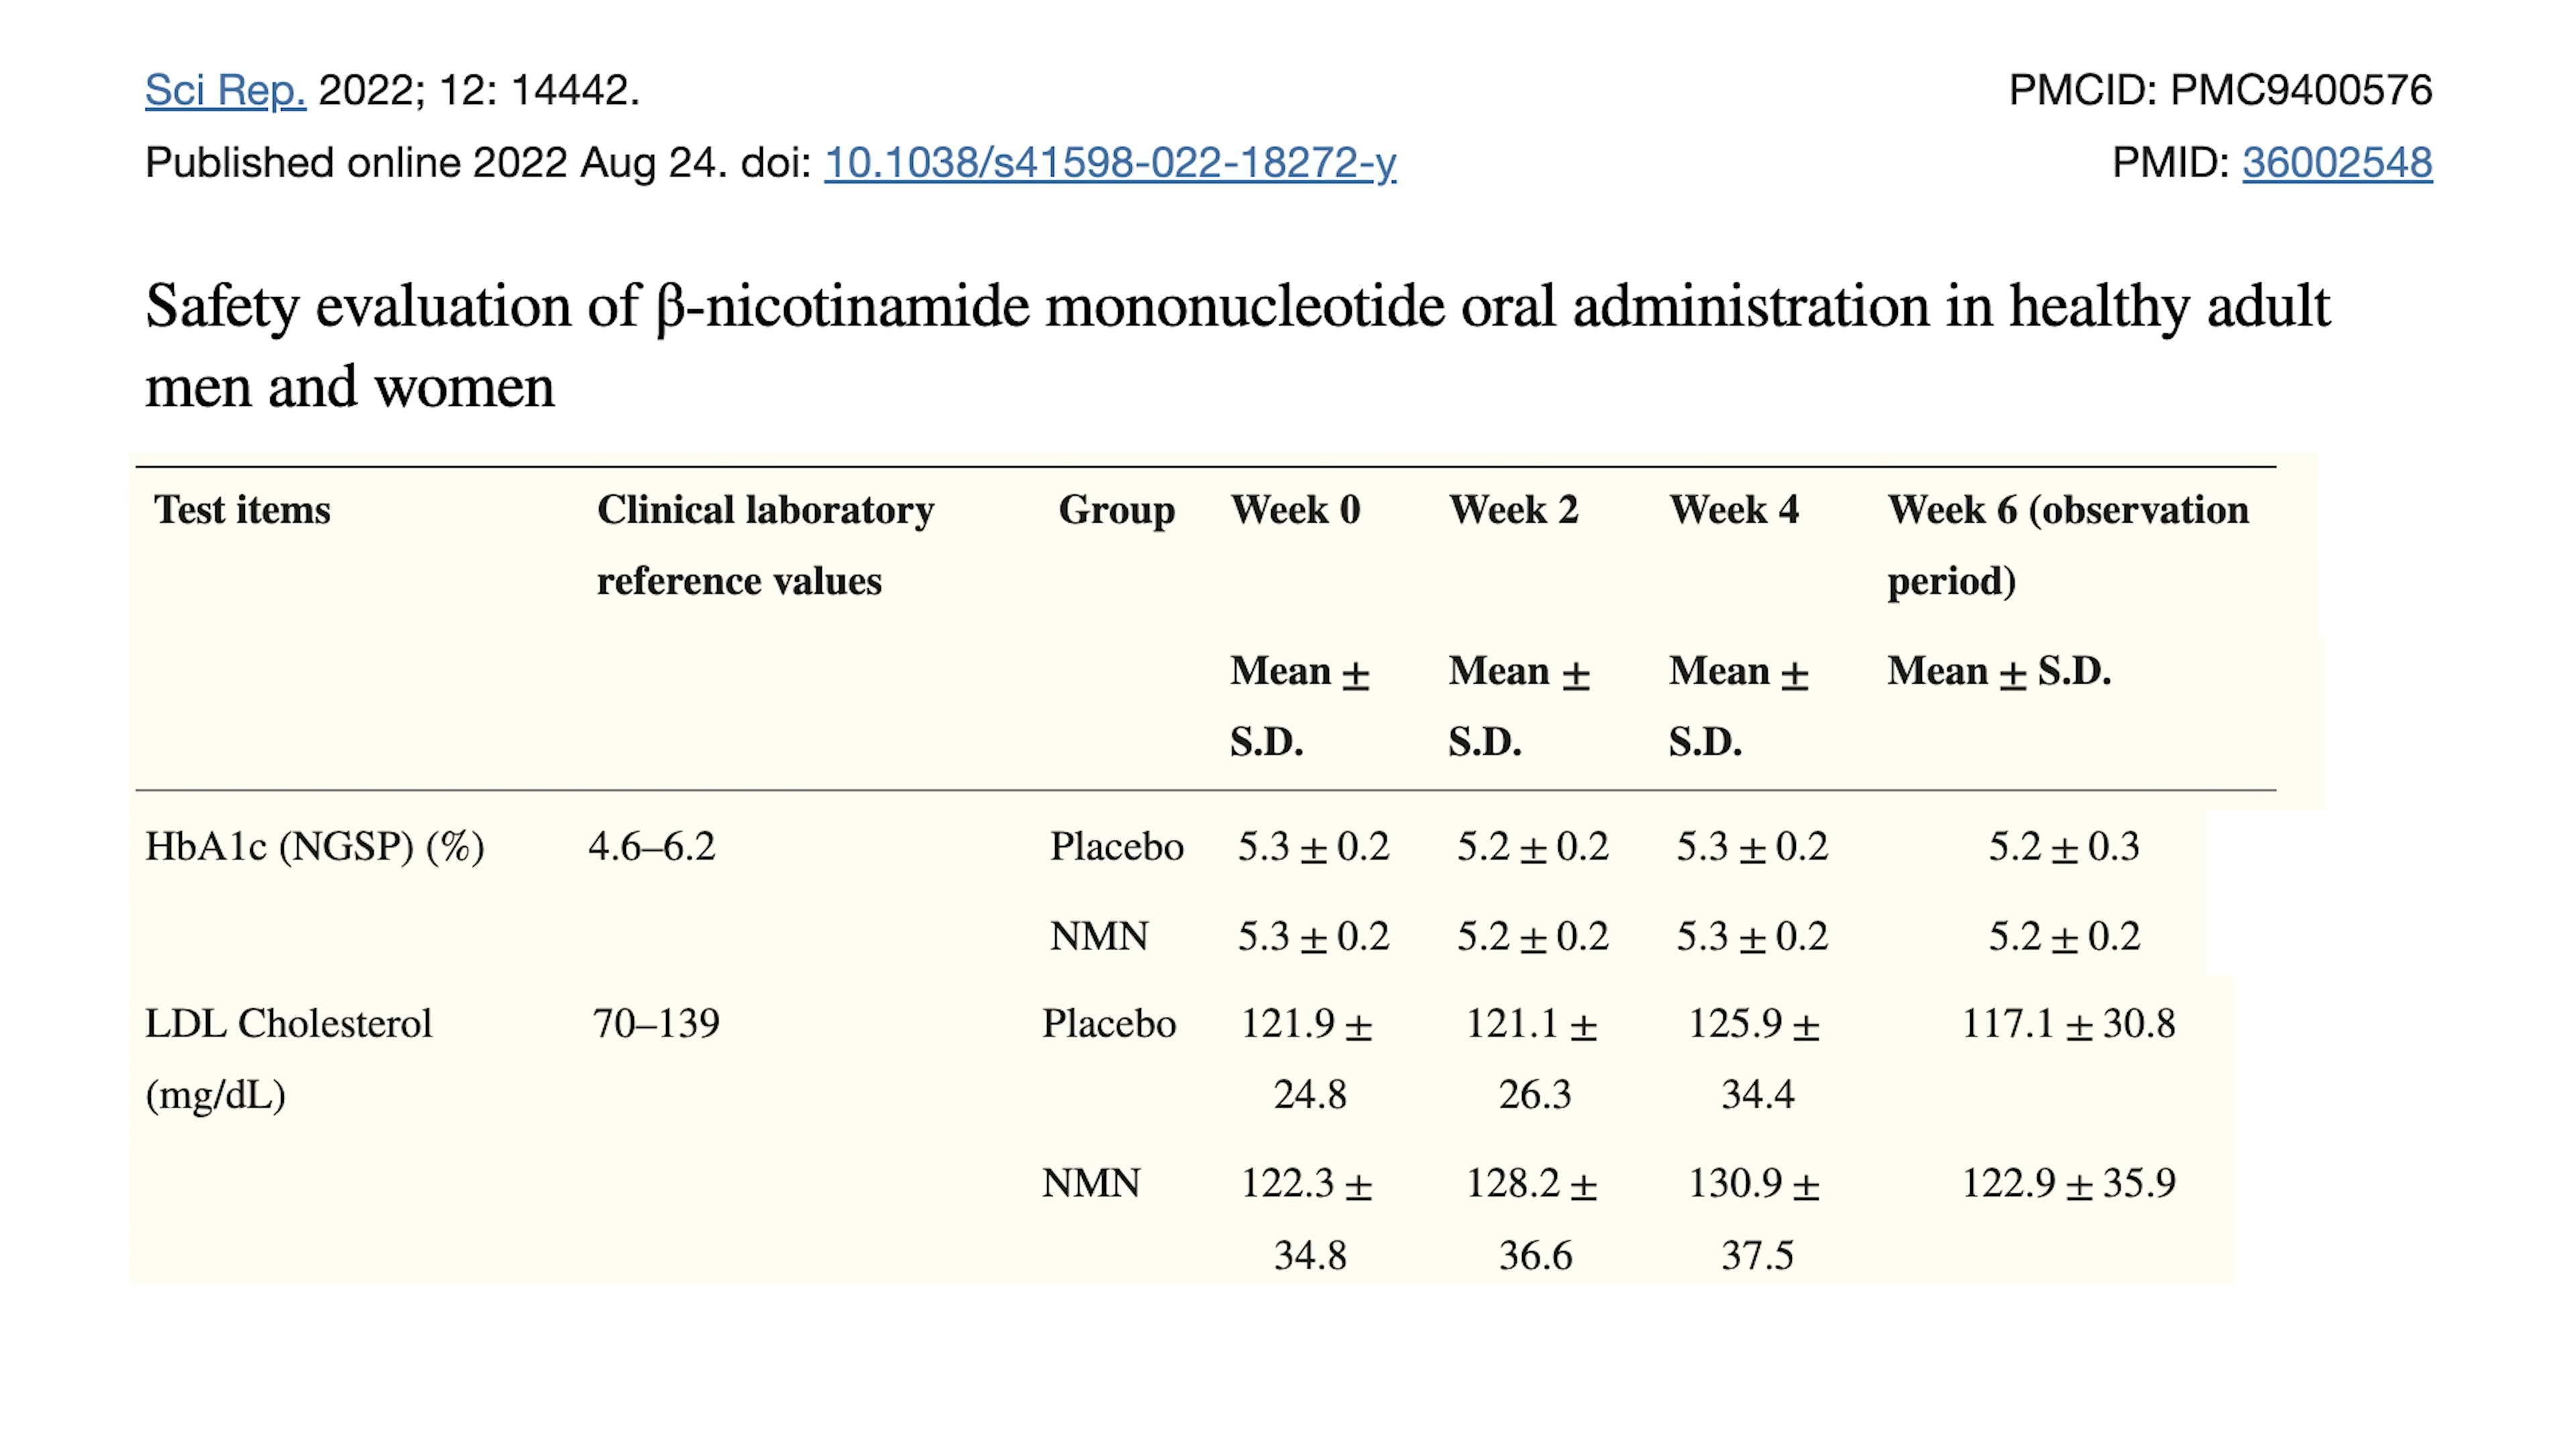 Sci Rep. 2022; 12: 14442. PMCID: PMC9400576
Published online 2022 Aug 24. doi: 10.1038/s41598-022-18272-y PMID: 36002548
Safety evaluation of β-nicotinamide mononucleotide oral administration in healthy adult
men and women
Test items Clinical laboratory Group Week 0 Week 2 Week 4 Week 6 (observation
reference values period)
Mean ± Mean ± Mean ± Mean ± S.D.
S.D. S.D. S.D.
HbA1c (NGSP) (%) 4.6–6.2 Placebo 5.3 ± 0.2 5.2 ± 0.2 5.3 ± 0.2 5.2 ± 0.3
NMN 5.3 ± 0.2 5.2 ± 0.2 5.3 ± 0.2 5.2 ± 0.2
LDL Cholesterol 70–139 Placebo 121.9 ± 121.1 ± 125.9 ± 117.1 ± 30.8
(mg/dL) 24.8 26.3 34.4
NMN 122.3 ± 128.2 ± 130.9 ± 122.9 ± 35.9
34.8 36.6 37.5